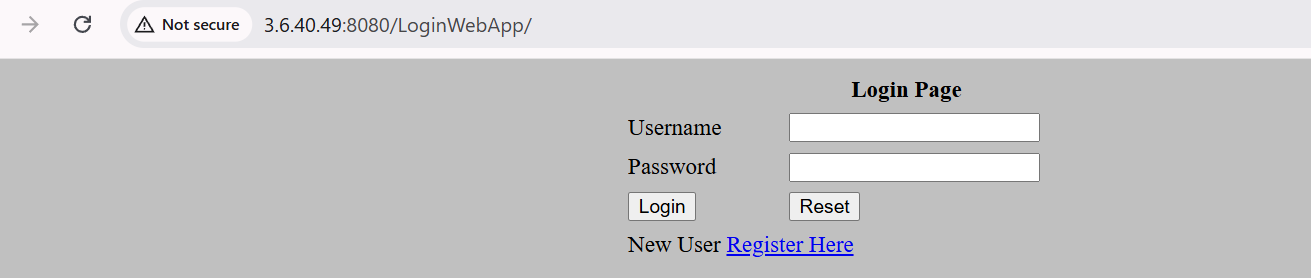 Not secure 3.6.40.49:8080/LoginWebApp/
Login Page
Username
Password
Login Reset
New User Register Here